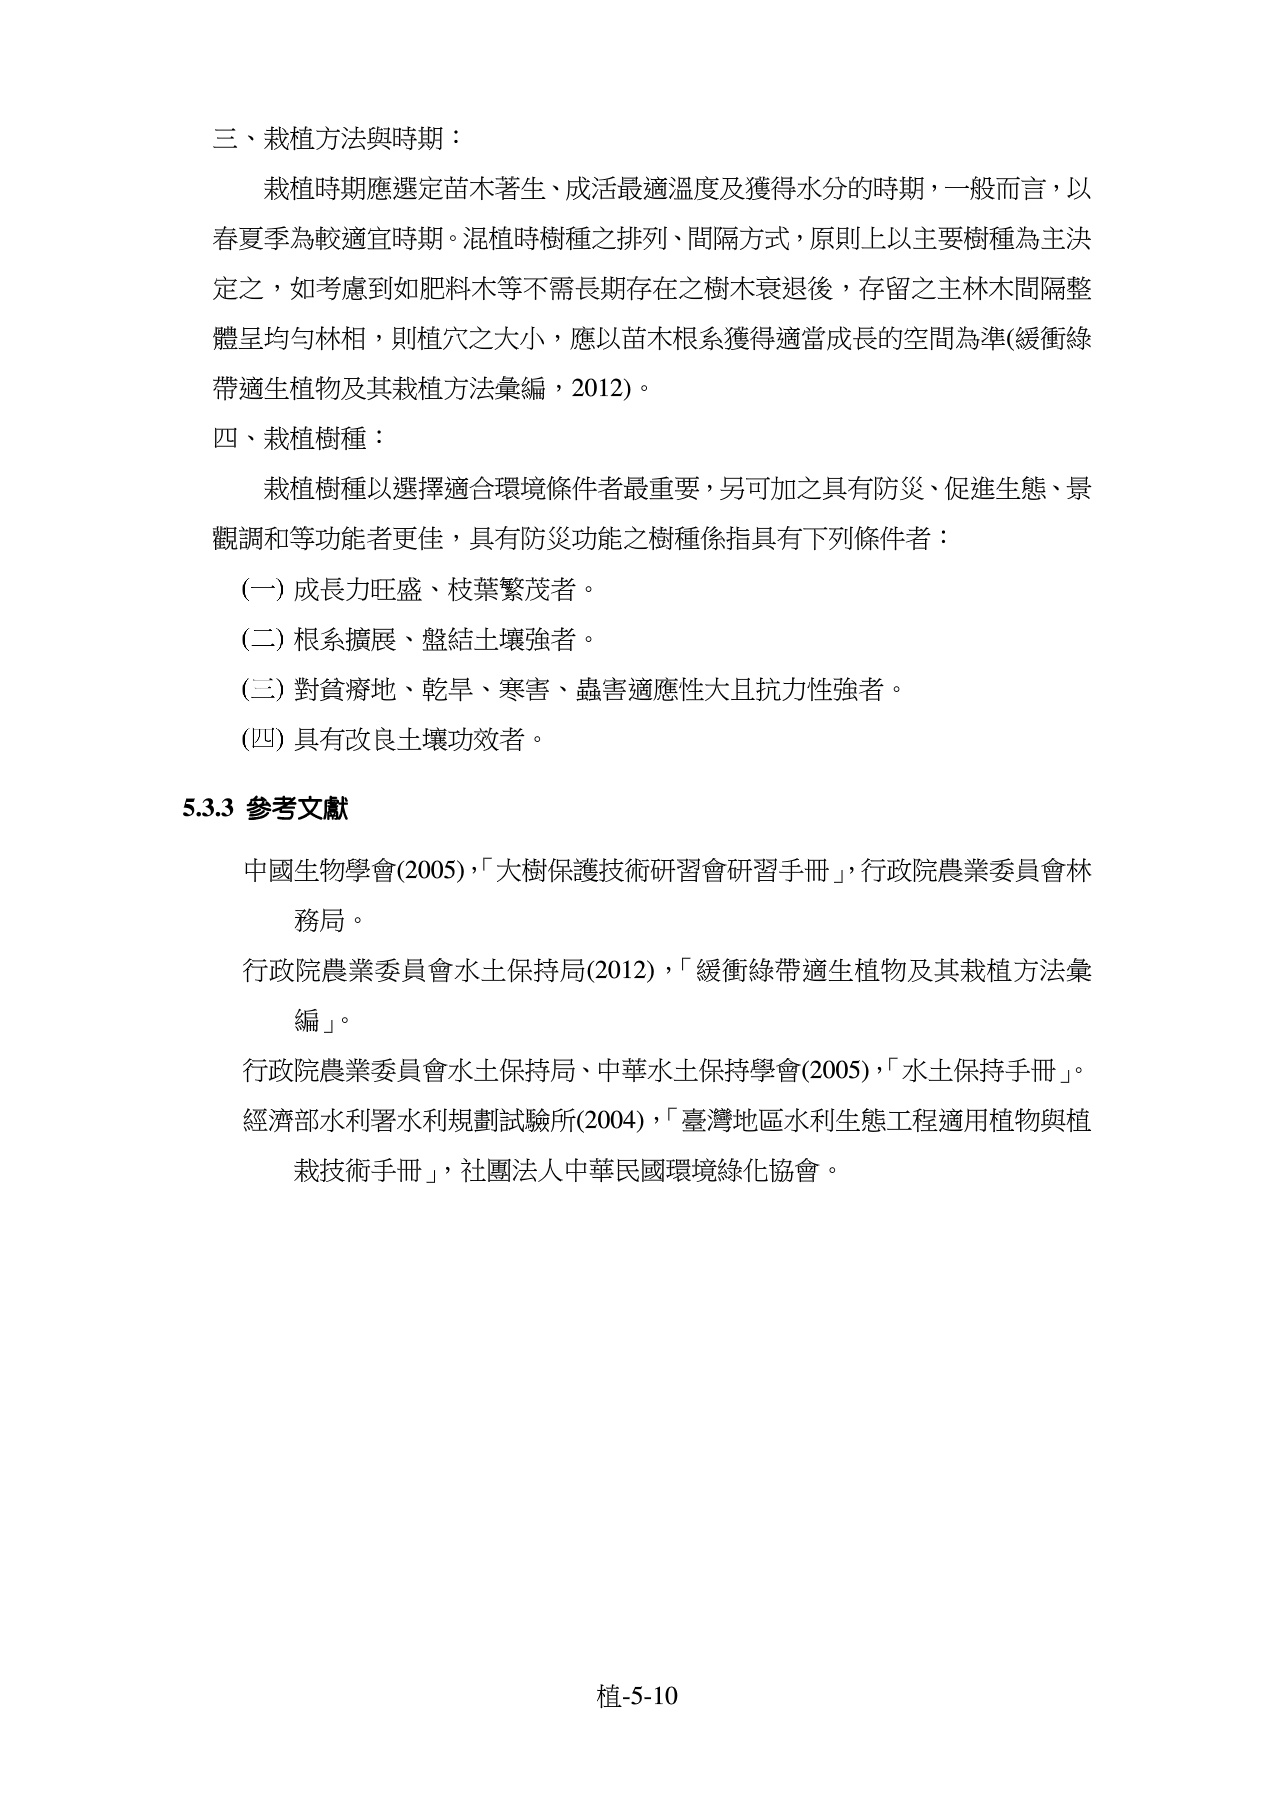 三、栽植方法與時期：
栽植時期應選定苗木著生、成活最適溫度及獲得水分的時期，一般而言，以
春夏季為較適宜時期。混植時樹種之排列、間隔方式，原則上以主要樹種為主決
定之，如考慮到如肥料木等不需長期存在之樹木衰退後，存留之主林木間隔整
體呈均勻林相，則植穴之大小，應以苗木根系獲得適當成長的空間為準(緩衝綠
帶適生植物及其栽植方法彙編，2012)。
四、栽植樹種：
栽植樹種以選擇適合環境條件者最重要，另可加之具有防災、促進生態、景
觀調和等功能者更佳，具有防災功能之樹種係指具有下列條件者：
(一) 成長力旺盛、枝葉繁茂者。
(二) 根系擴展、盤結土壤強者。
(三) 對貧瘠地、乾旱、寒害、蟲害適應性大且抗力性強者。
(四) 具有改良土壤功效者。
5.3.3 參考文獻
中國生物學會(2005)，「大樹保護技術研習會研習手冊」，行政院農業委員會林
務局。
行政院農業委員會水土保持局(2012)，「緩衝綠帶適生植物及其栽植方法彙
編」。
行政院農業委員會水土保持局、中華水土保持學會(2005)，「水土保持手冊」。
經濟部水利署水利規劃試驗所(2004)，「臺灣地區水利生態工程適用植物與植
栽技術手冊」，社團法人中華民國環境綠化協會。
植-5-10